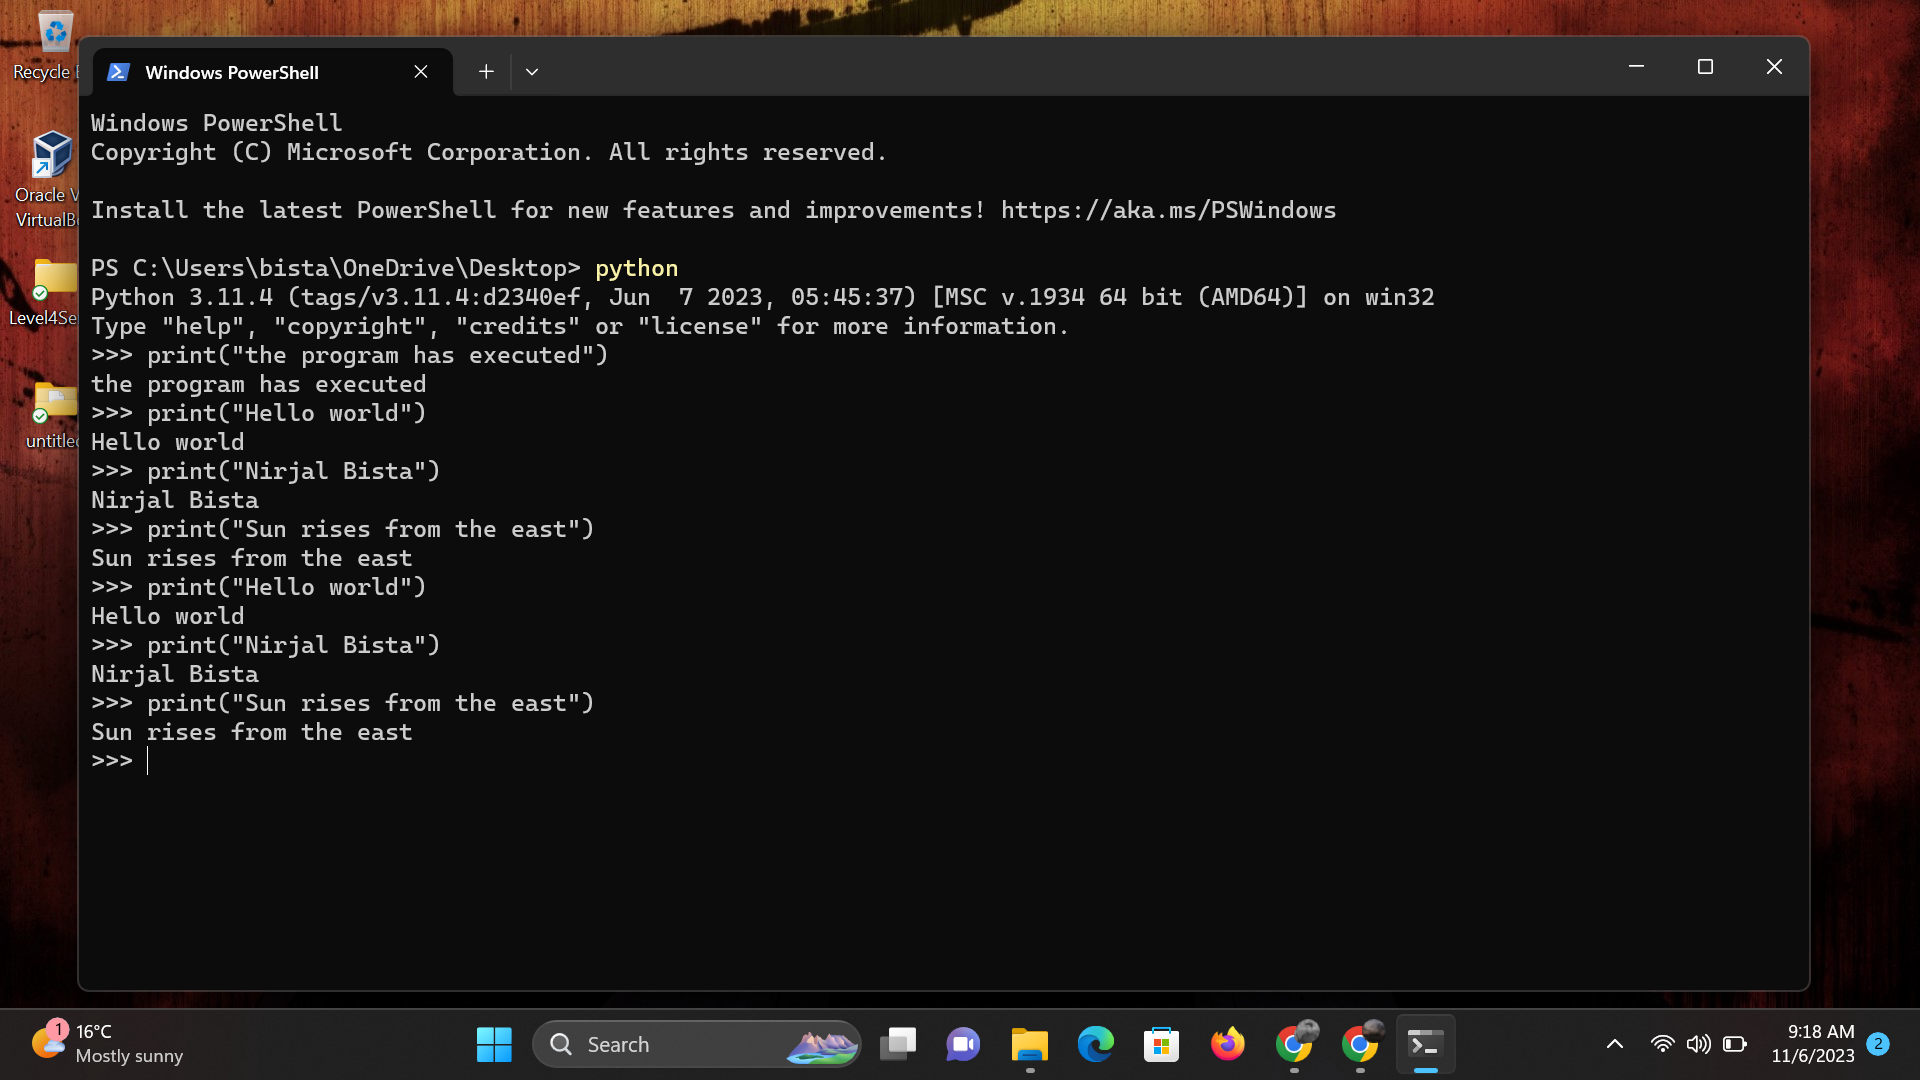 Recycle
Oracle V
VirtualB
Level4Se
untitle
Windows PowerShell
Windows PowerShell
Copyright (C) Microsoft Corporation. All rights reserved.
Install the latest PowerShell for new features and improvements! https://aka.ms/PSWindows
PS C:\Users\bista\OneDrive\Desktop> python
Python 3.11.4 (tags/v3.11.4:d2340ef, Jun  7 2023, 05:45:37) [MSC v.1934 64 bit (AMD64)] on win32
Type "help", "copyright", "credits" or "license" for more information.
>>> print("the program has executed")
the program has executed
>>> print("Hello world")
Hello world
>>> print("Nirjal Bista")
Nirjal Bista
>>> print("Sun rises from the east")
Sun rises from the east
>>> print("Hello world")
Hello world
>>> print("Nirjal Bista")
Nirjal Bista
>>> print("Sun rises from the east")
Sun rises from the east
>>>
1
16°C
Mostly sunny
Search
9:18 AM
11/6/2023
2